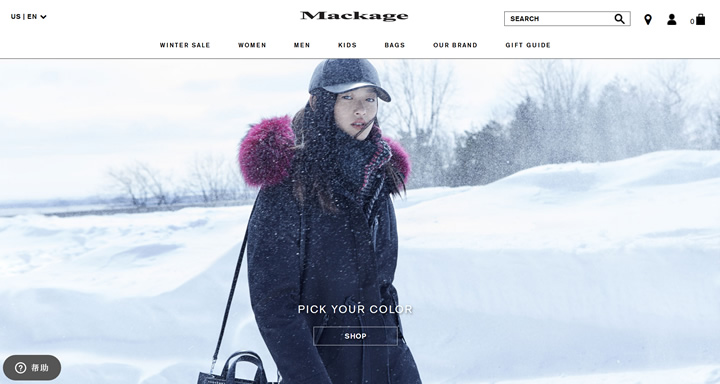 US | EN
Mackage
SEARCH
0
WINTER SALE WOMEN MEN KIDS BAGS OUR BRAND GIFT GUIDE
PICK YOUR COLOR
SHOP
帮助